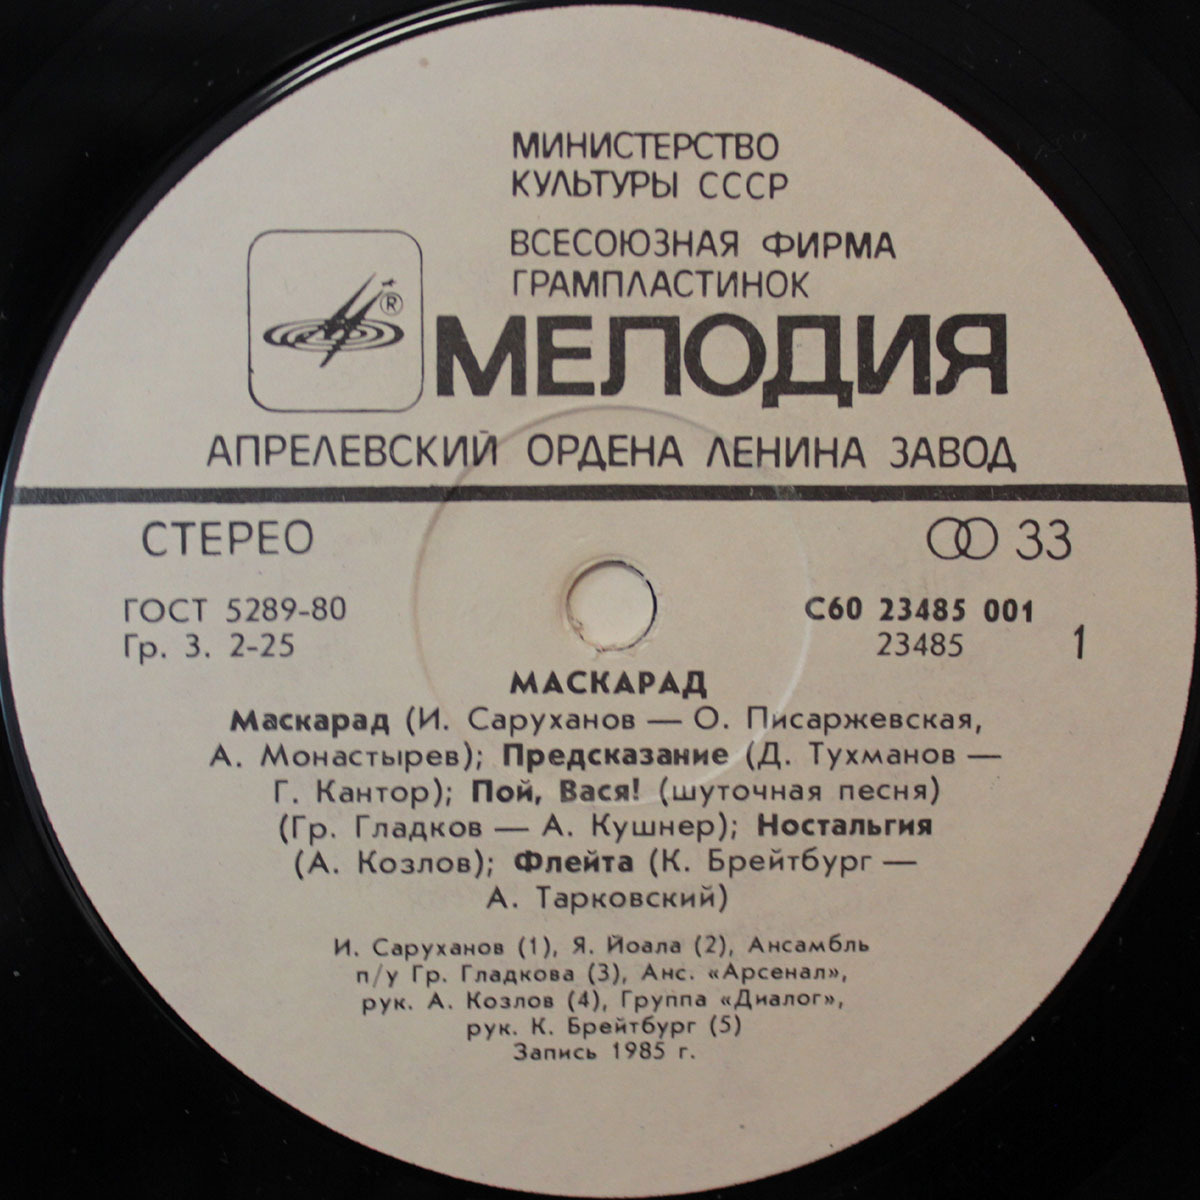 МИНИСТЕРСТВО
КУЛЬТУРЫ СССР
ВСЕСОЮЗНАЯ ФИРМА
ГРАМПЛАСТИНОК
®
МЕЛОДИЯ
АПРЕЛЕВСКИЙ ОРДЕНА ЛЕНИНА ЗАВОД
СТЕРЕО
33
ГОСТ 5289-80
С60 23485 001
Гр. 3. 2-25
23485
1
МАСКАРАД
Маскарад (И. Саруханов — О. Писаржевская,
А. Монастырев); Предсказание (Д. Тухманов —
Г. Кантор); Пой, Вася! (шуточная песня)
(Гр. Гладков — А. Кушнер); Ностальгия
(А. Козлов); Флейта (К. Брейтбург —
А. Тарковский)
И. Саруханов (1), Я. Йоала (2), Ансамбль
п/у Гр. Гладкова (3), Анс. «Арсенал»,
рук. А. Козлов (4), Группа «Диалог»,
рук. К. Брейтбург (5)
Запись 1985 г.